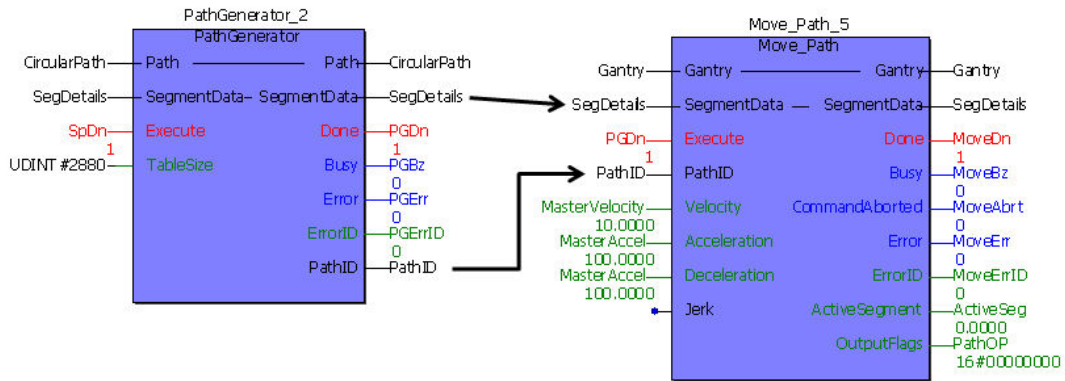 PathGenerator_2
PathGenerator
CircularPath Path Path CircularPath
SegDetails SegmentData SegmentData SegDetails
SpDn Execute Done PGDn
1 1
UDINT #2880 TableSize Busy PGBz
0
Error PGErr
0
ErrorID PGErrID
0
PathID PathID
Move_Path_5
Move_Path
Gantry Gantry Gantry Gantry
SegDetails SegmentData SegmentData SegDetails
PGDn Execute Done MoveDn
1 1
PathID PathID Busy MoveBz
0
MasterVelocity Velocity CommandAborted MoveAbrt
10.0000 0
MasterAccel Acceleration Error MoveErr
100.0000 0
MasterAccel Deceleration ErrorID MoveErrID
100.0000 0
Jerk ActiveSegment ActiveSeg
0.0000
OutputFlags PathOP
16#00000000